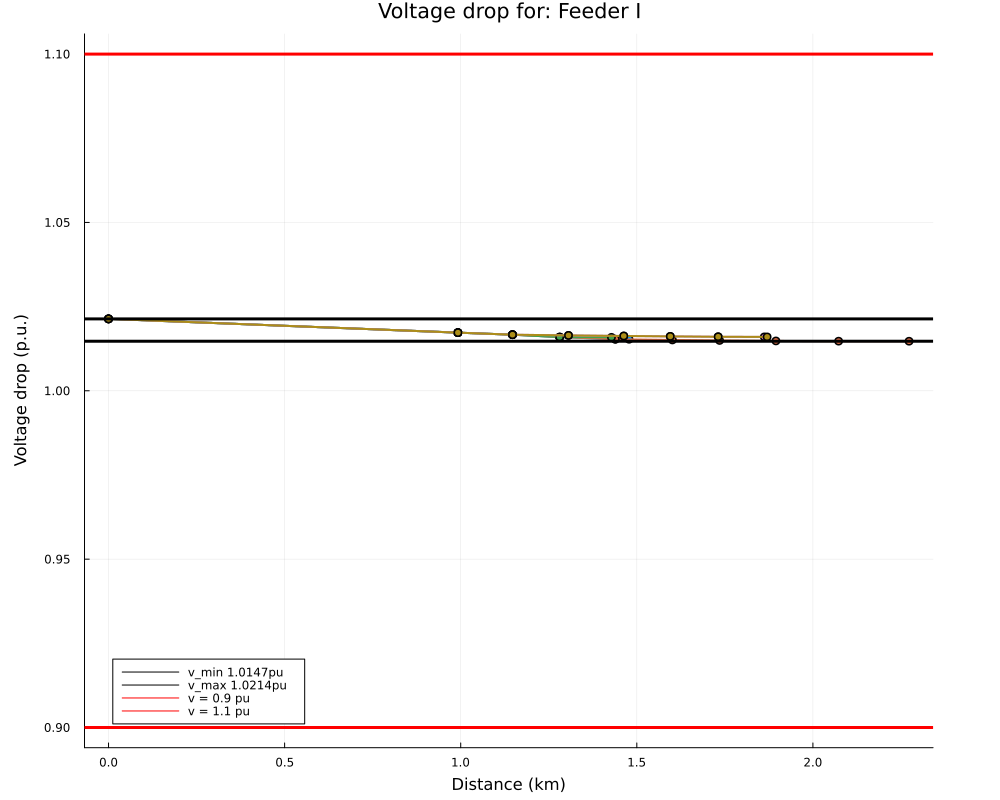 Voltage drop for: Feeder I
1.10
1.05
1.00
0.95
0.90
Voltage drop (p.u.)
v_min 1.0147pu
v_max 1.0214pu
v = 0.9 pu
v = 1.1 pu
0.0 0.5 1.0 1.5 2.0
Distance (km)